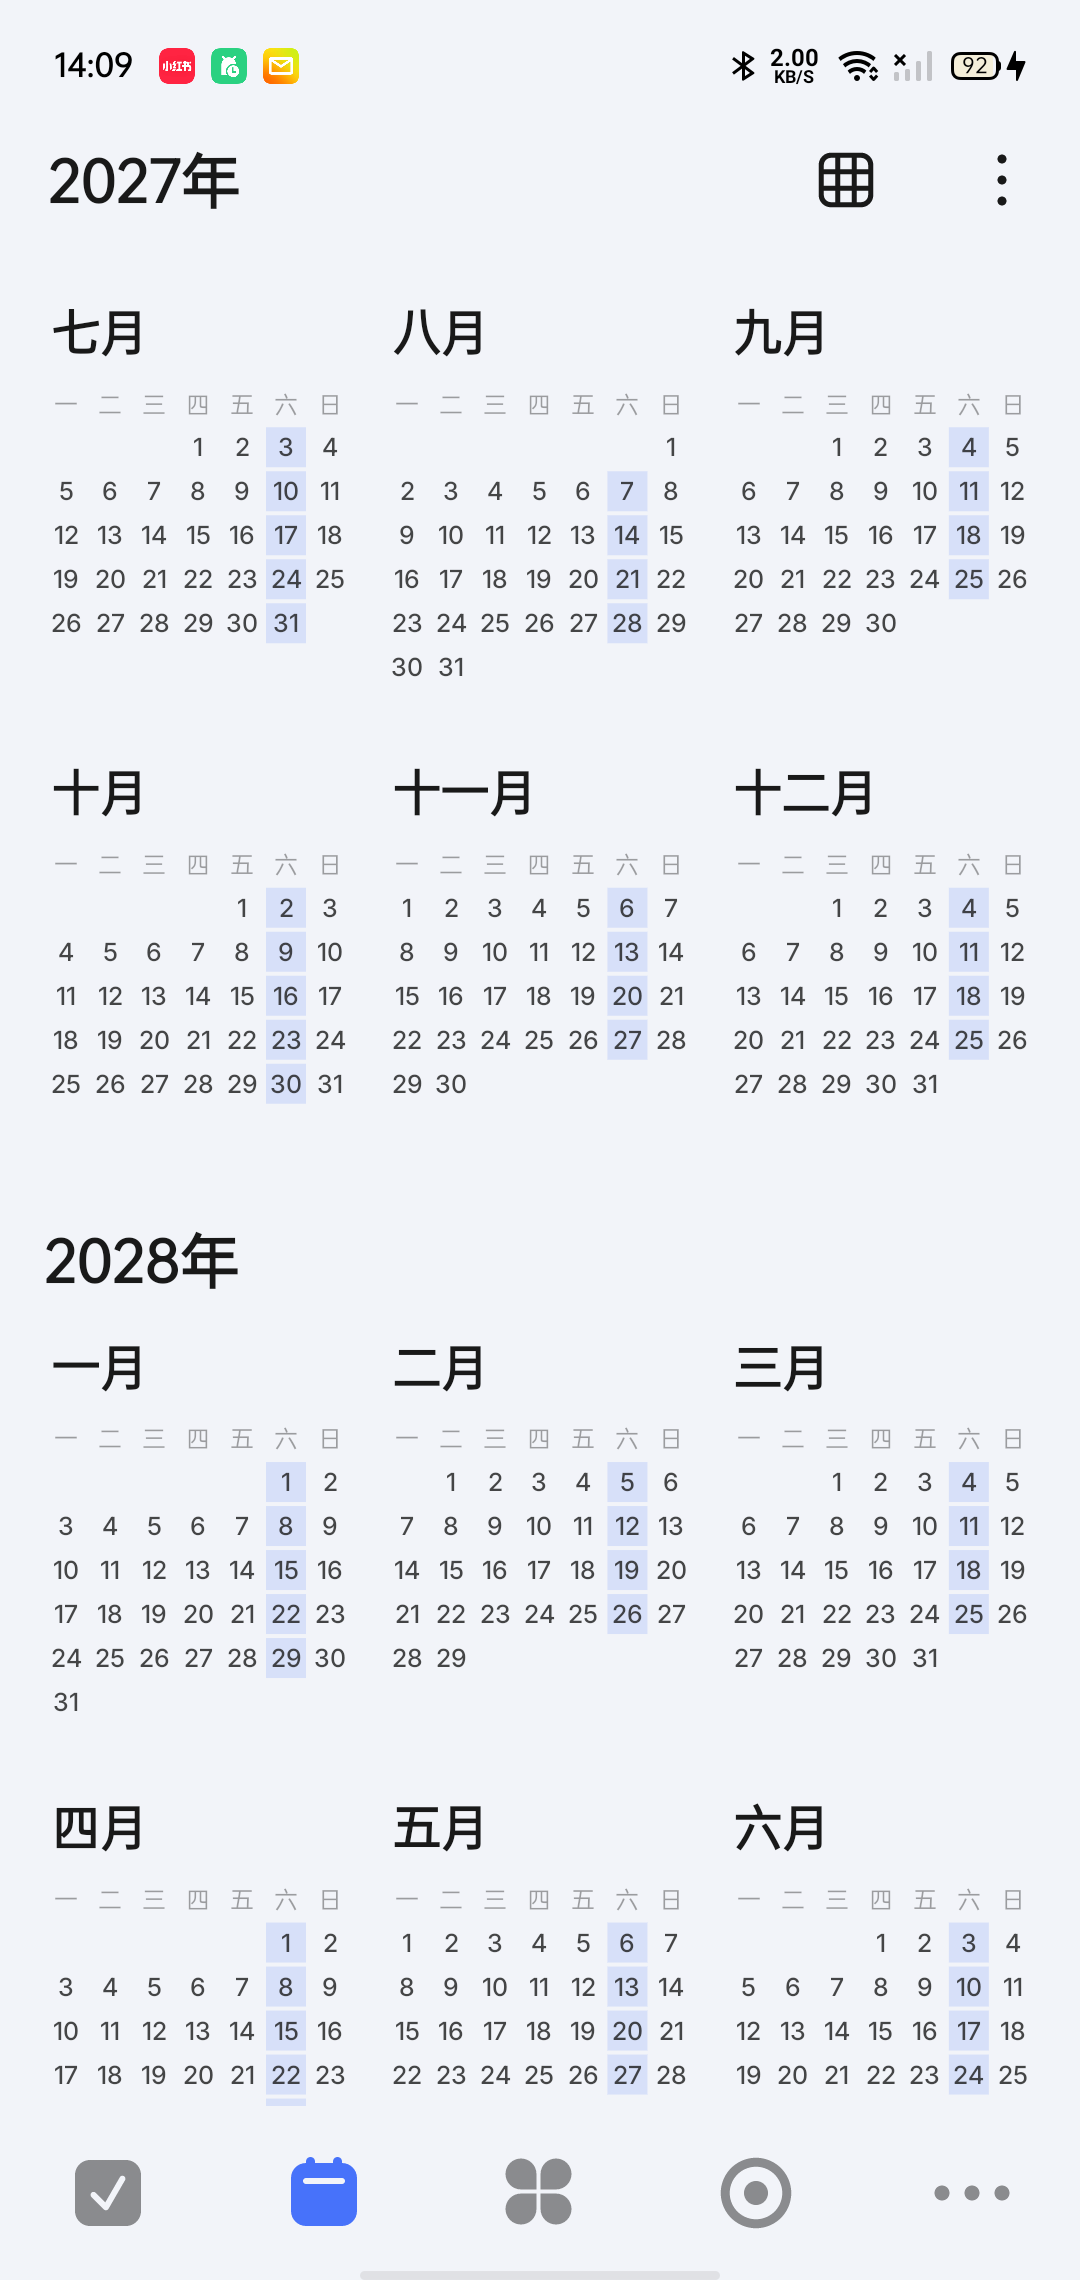 14:09 小红书 2.00 KB/S 92
2027年
七月 八月 九月
一 二 三 四 五 六 日 一 二 三 四 五 六 日 一 二 三 四 五 六 日
1 2 3 4 1 1 2 3 4 5
5 6 7 8 9 10 11 2 3 4 5 6 7 8 6 7 8 9 10 11 12
12 13 14 15 16 17 18 9 10 11 12 13 14 15 13 14 15 16 17 18 19
19 20 21 22 23 24 25 16 17 18 19 20 21 22 20 21 22 23 24 25 26
26 27 28 29 30 31 23 24 25 26 27 28 29 27 28 29 30
30 31
十月 十一月 十二月
一 二 三 四 五 六 日 一 二 三 四 五 六 日 一 二 三 四 五 六 日
1 2 3 1 2 3 4 5 6 7 1 2 3 4 5
4 5 6 7 8 9 10 8 9 10 11 12 13 14 6 7 8 9 10 11 12
11 12 13 14 15 16 17 15 16 17 18 19 20 21 13 14 15 16 17 18 19
18 19 20 21 22 23 24 22 23 24 25 26 27 28 20 21 22 23 24 25 26
25 26 27 28 29 30 31 29 30 27 28 29 30 31
2028年
一月 二月 三月
一 二 三 四 五 六 日 一 二 三 四 五 六 日 一 二 三 四 五 六 日
1 2 1 2 3 4 5 6 1 2 3 4 5
3 4 5 6 7 8 9 7 8 9 10 11 12 13 6 7 8 9 10 11 12
10 11 12 13 14 15 16 14 15 16 17 18 19 20 13 14 15 16 17 18 19
17 18 19 20 21 22 23 21 22 23 24 25 26 27 20 21 22 23 24 25 26
24 25 26 27 28 29 30 28 29 27 28 29 30 31
31
四月 五月 六月
一 二 三 四 五 六 日 一 二 三 四 五 六 日 一 二 三 四 五 六 日
1 2 1 2 3 4 5 6 7 1 2 3 4
3 4 5 6 7 8 9 8 9 10 11 12 13 14 5 6 7 8 9 10 11
10 11 12 13 14 15 16 15 16 17 18 19 20 21 12 13 14 15 16 17 18
17 18 19 20 21 22 23 22 23 24 25 26 27 28 19 20 21 22 23 24 25